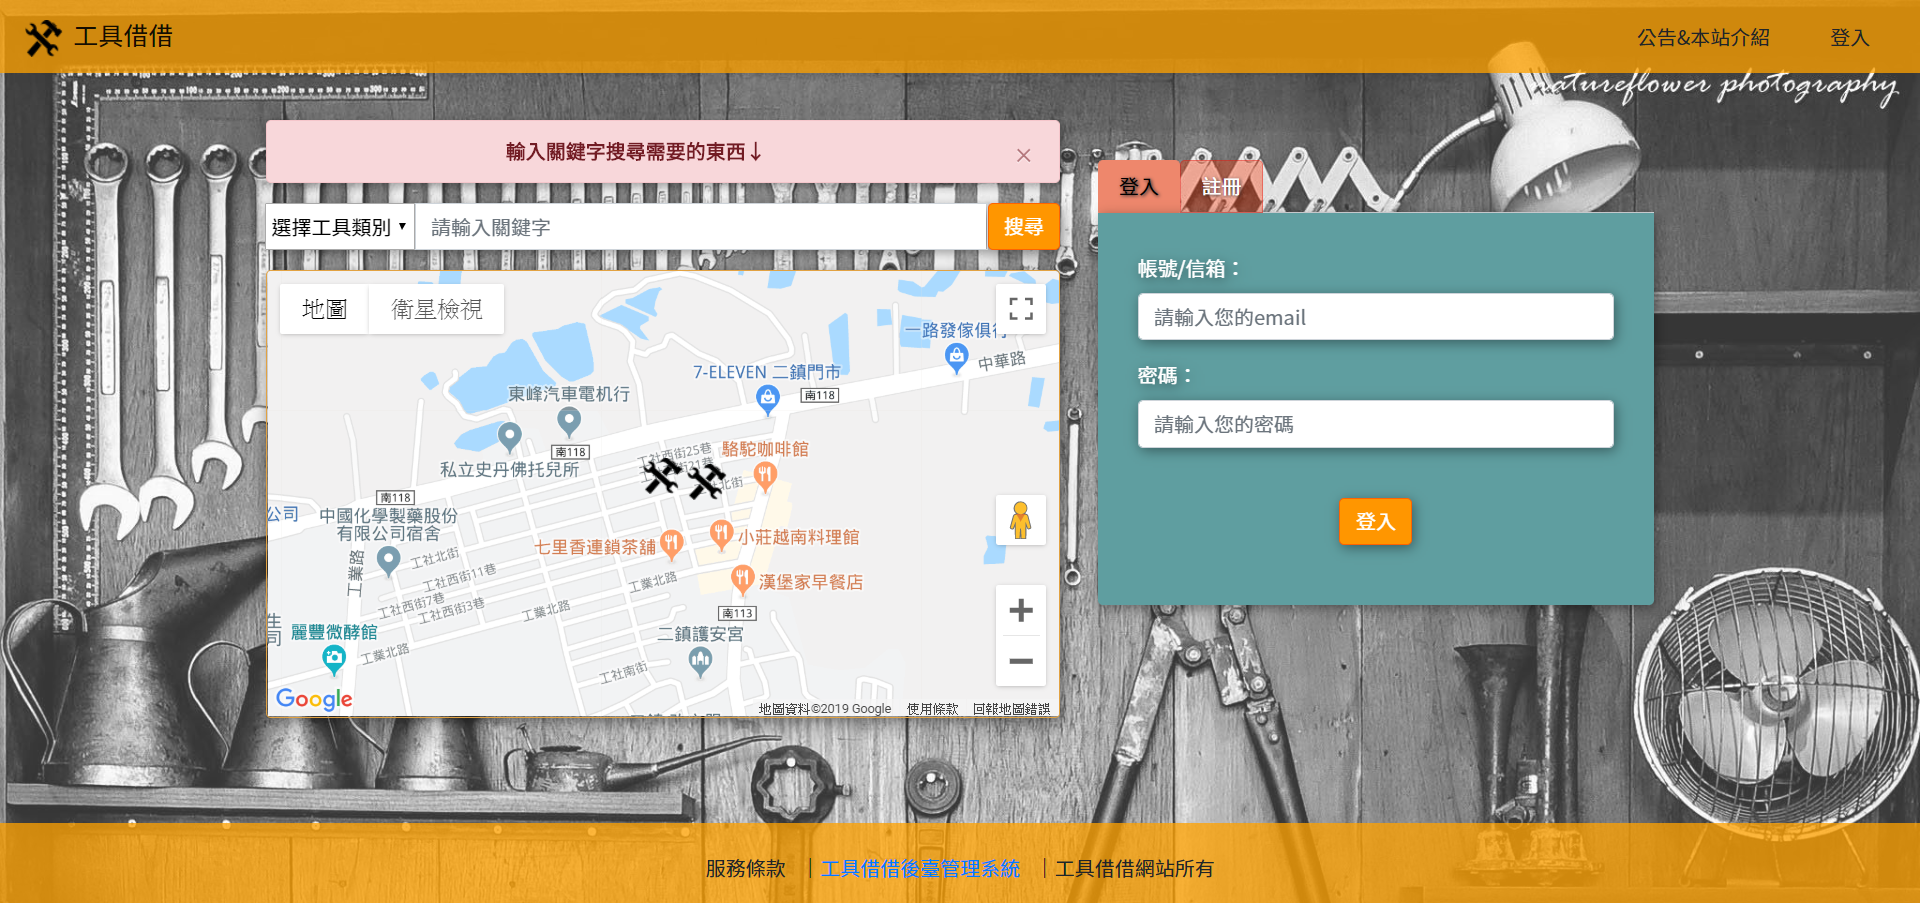 工具借借
公告&本站介紹
登入
natureflower photography
輸入關鍵字搜尋需要的東西↓
×
選擇工具類別
請輸入關鍵字
搜尋
登入
註冊
帳號/信箱：
請輸入您的email
密碼：
請輸入您的密碼
登入
地圖
衛星檢視
一路發傢俱行
中華路
7-ELEVEN 二鎮門市
南118
東峰汽車電机行
南118
私立史丹佛托兒所
駱駝咖啡館
工社西街25巷
南118
公司
中國化學製藥股份
有限公司宿舍
小莊越南料理館
七里香連鎖茶舖
工社北街
工業路
工社西街11巷
工業北路
漢堡家早餐店
工社西街7巷
工社西街3巷
工業北路
南113
麗豐微酵館
二鎮護安宮
工業北路
工社南街
Google
地圖資料©2019 Google
使用條款
回報地圖錯誤
服務條款
工具借借後臺管理系統
工具借借網站所有